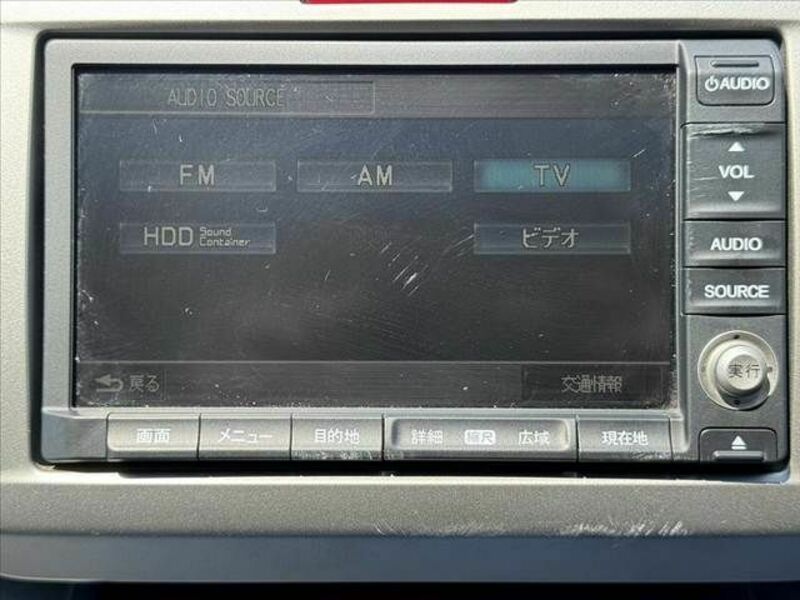 AUDIO SOURCE
FM AM TV
HDD Sound Container ビデオ
戻る 交通情報
画面 メニュー 目的地 詳細 縮尺 広域 現在地
AUDIO
VOL
AUDIO
SOURCE
実行